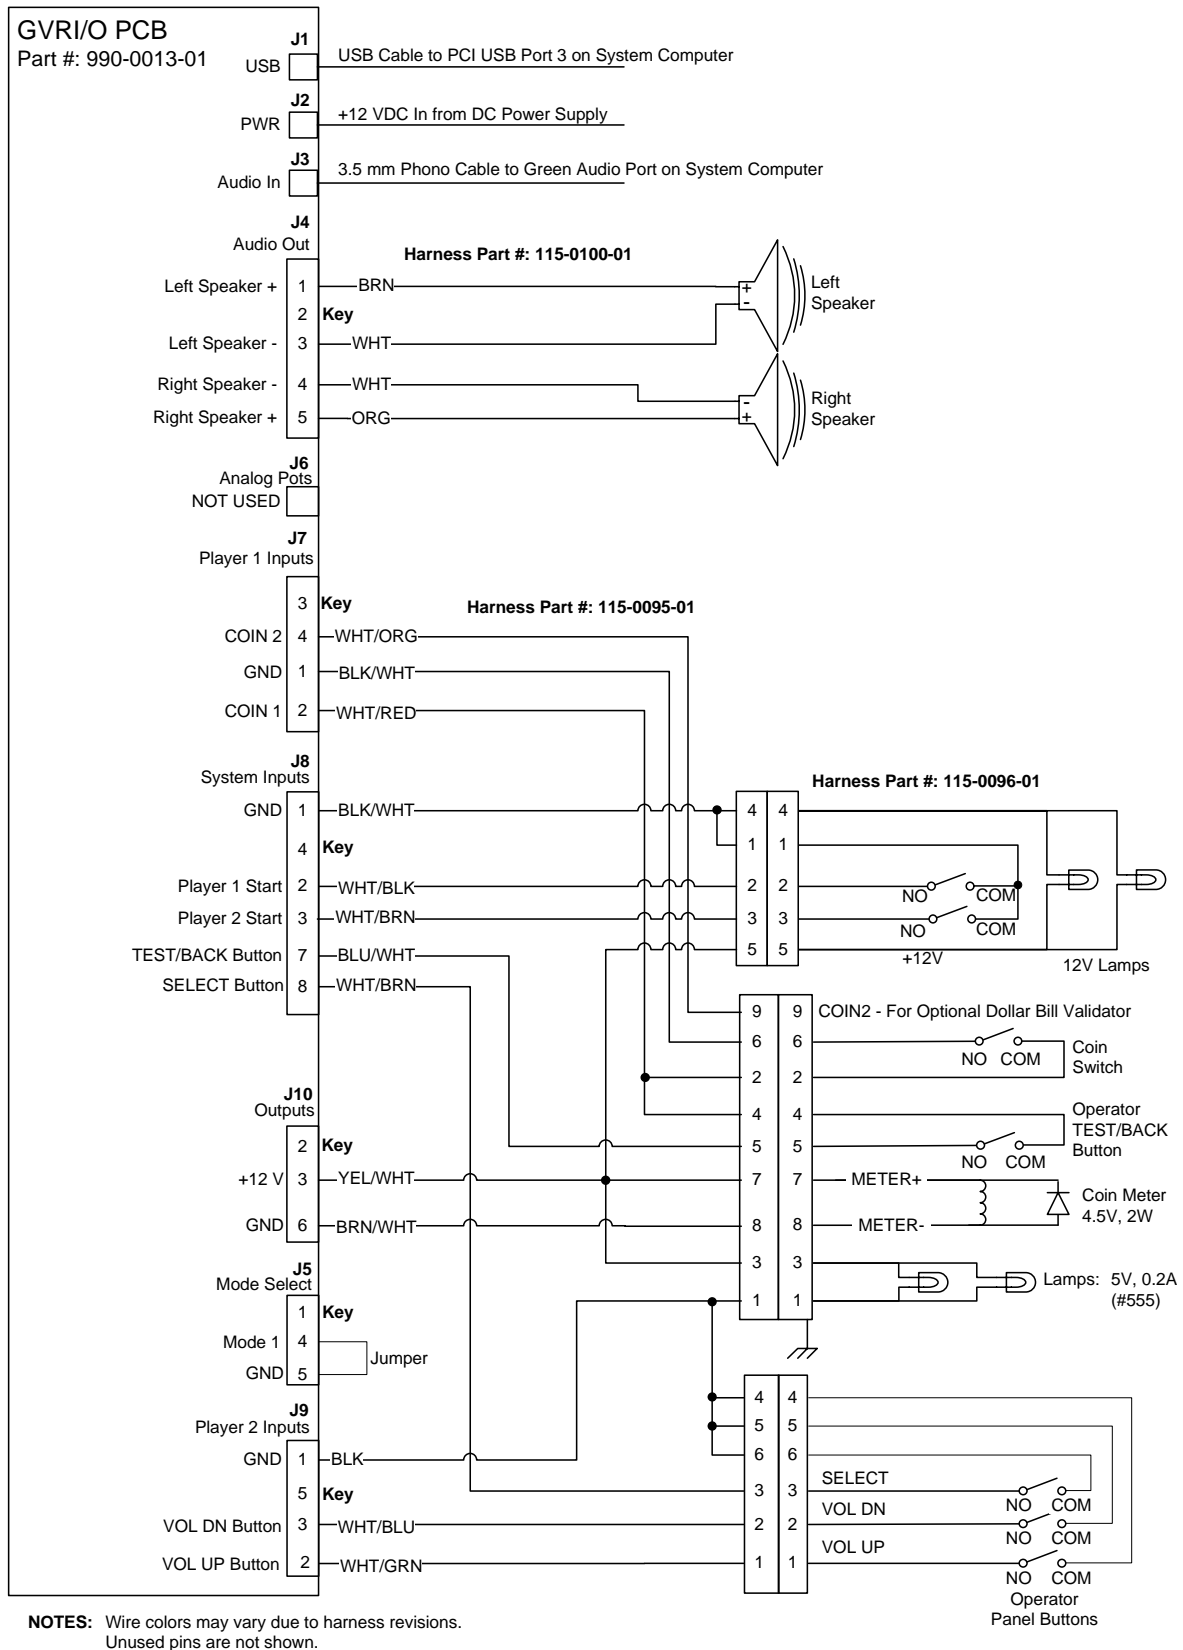 GVRI/O PCB
Part #: 990-0013-01
J1
USB
USB Cable to PCI USB Port 3 on System Computer
J2
PWR
+12 VDC In from DC Power Supply
J3
Audio In
3.5 mm Phono Cable to Green Audio Port on System Computer
J4
Audio Out
Harness Part #: 115-0100-01
Left Speaker + 1 BRN + Left
2 Key - Speaker
Left Speaker - 3 WHT
Right Speaker - 4 WHT - Right
Right Speaker + 5 ORG + Speaker
J6
Analog Pots
NOT USED
J7
Player 1 Inputs
3 Key
Harness Part #: 115-0095-01
COIN 2 4 WHT/ORG
GND 1 BLK/WHT
COIN 1 2 WHT/RED
J8
System Inputs
Harness Part #: 115-0096-01
GND 1 BLK/WHT 4 4
4 Key 1 1
Player 1 Start 2 WHT/BLK 2 2 NO COM
Player 2 Start 3 WHT/BRN 3 3 NO COM
TEST/BACK Button 7 BLU/WHT 5 5 +12V
12V Lamps
SELECT Button 8 WHT/BRN
9 9 COIN2 - For Optional Dollar Bill Validator
6 6 NO COM Coin
2 2 Switch
J10
Outputs
4 4 Operator
TEST/BACK
2 Key 5 5 NO COM Button
+12 V 3 YEL/WHT 7 7 METER+ Coin Meter
4.5V, 2W
GND 6 BRN/WHT 8 8 METER-
3 3 Lamps: 5V, 0.2A
1 1 (#555)
J5
Mode Select
1 Key
Mode 1 4
Jumper
GND 5
J9
Player 2 Inputs
4 4
5 5
GND 1 BLK 6 6
5 Key 3 3 SELECT NO COM
VOL DN Button 3 WHT/BLU 2 2 VOL DN NO COM
VOL UP Button 2 WHT/GRN 1 1 VOL UP NO COM
Operator
Panel Buttons
NOTES: Wire colors may vary due to harness revisions.
Unused pins are not shown.